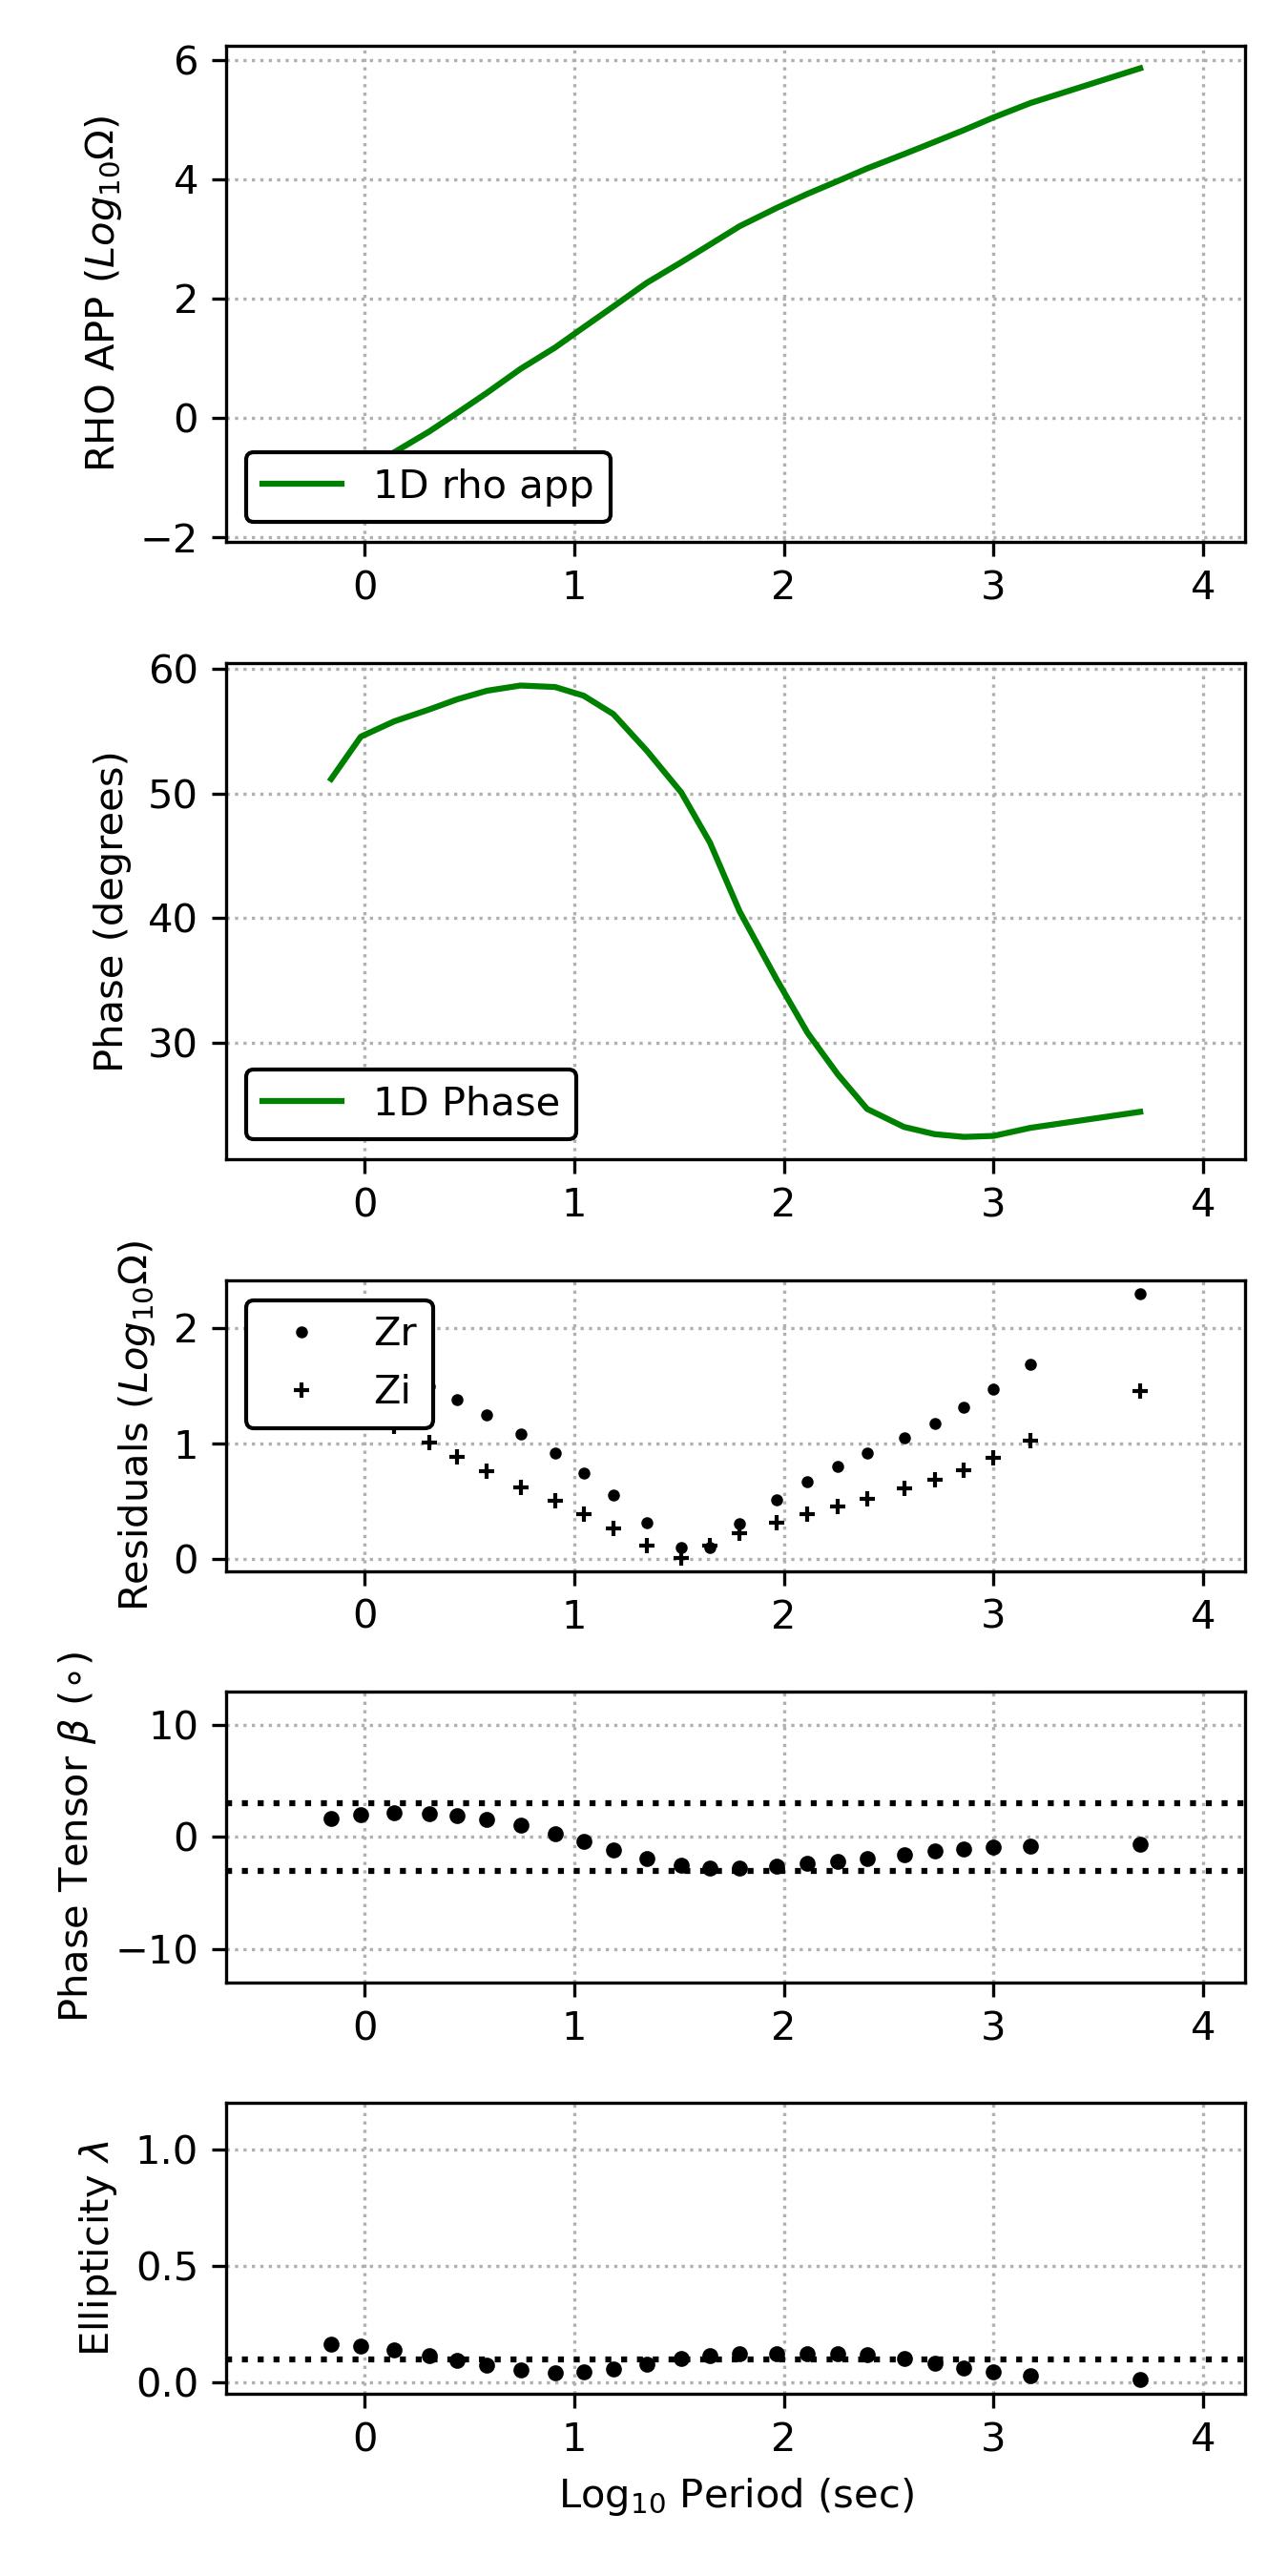 RHO APP (Log₁₀Ω)
6
4
2
0
−2
1D rho app
0 1 2 3 4
Phase (degrees)
60
50
40
30
1D Phase
0 1 2 3 4
Residuals (Log₁₀Ω)
2
1
0
Zr
Zi
0 1 2 3 4
Phase Tensor β (∘)
10
0
−10
0 1 2 3 4
Ellipticity λ
1.0
0.5
0.0
0 1 2 3 4
Log₁₀ Period (sec)